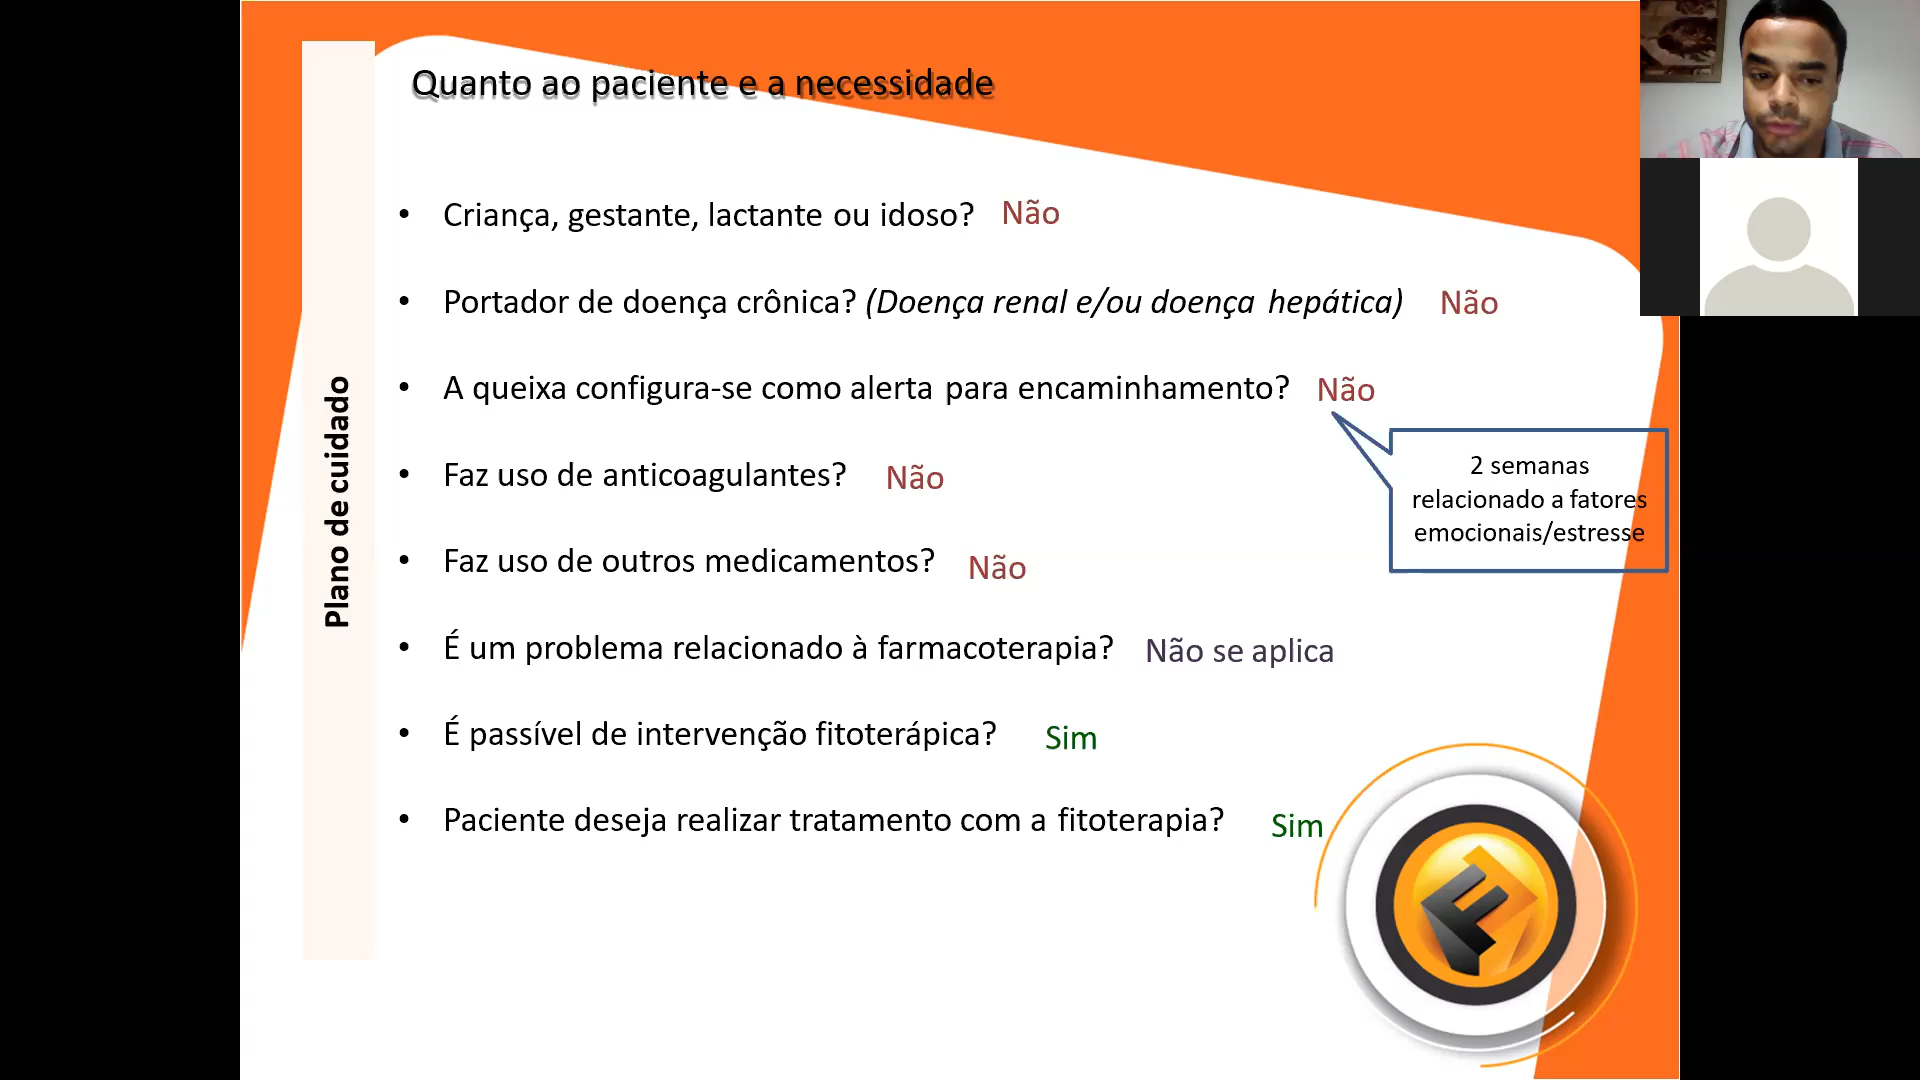 Quanto ao paciente e a necessidade
Plano de cuidado
• Criança, gestante, lactante ou idoso? Não
• Portador de doença crônica? (Doença renal e/ou doença hepática) Não
• A queixa configura-se como alerta para encaminhamento? Não
2 semanas
relacionado a fatores
emocionais/estresse
• Faz uso de anticoagulantes? Não
• Faz uso de outros medicamentos? Não
• É um problema relacionado à farmacoterapia? Não se aplica
• É passível de intervenção fitoterápica? Sim
• Paciente deseja realizar tratamento com a fitoterapia? Sim